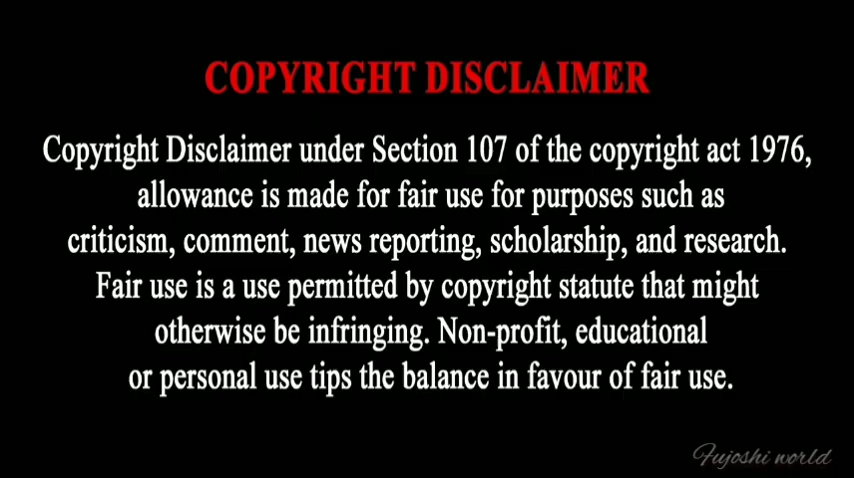 COPYRIGHT DISCLAIMER
Copyright Disclaimer under Section 107 of the copyright act 1976,
allowance is made for fair use for purposes such as
criticism, comment, news reporting, scholarship, and research.
Fair use is a use permitted by copyright statute that might
otherwise be infringing. Non-profit, educational
or personal use tips the balance in favour of fair use.
Fujoshi world